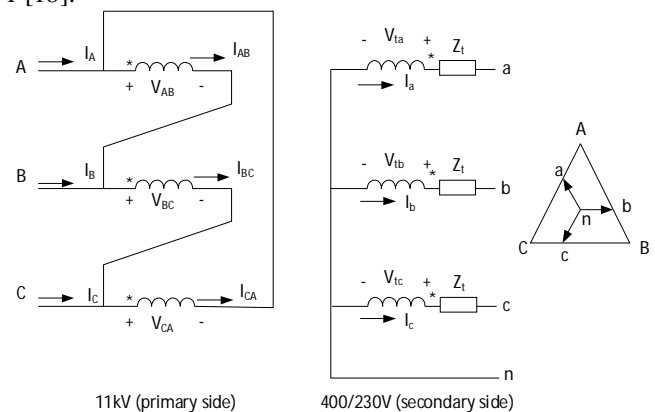 [18].
I_A
I_AB
A
*
+ V_AB -
I_B
I_BC
B
*
+ V_BC -
I_C
I_CA
C
*
+ V_CA -
11kV (primary side)
- V_ta + Z_t
*
a
I_a
- V_tb + Z_t
*
b
I_b
- V_tc + Z_t
*
c
I_c
n
400/230V (secondary side)
A
a
b
n
C
c
B